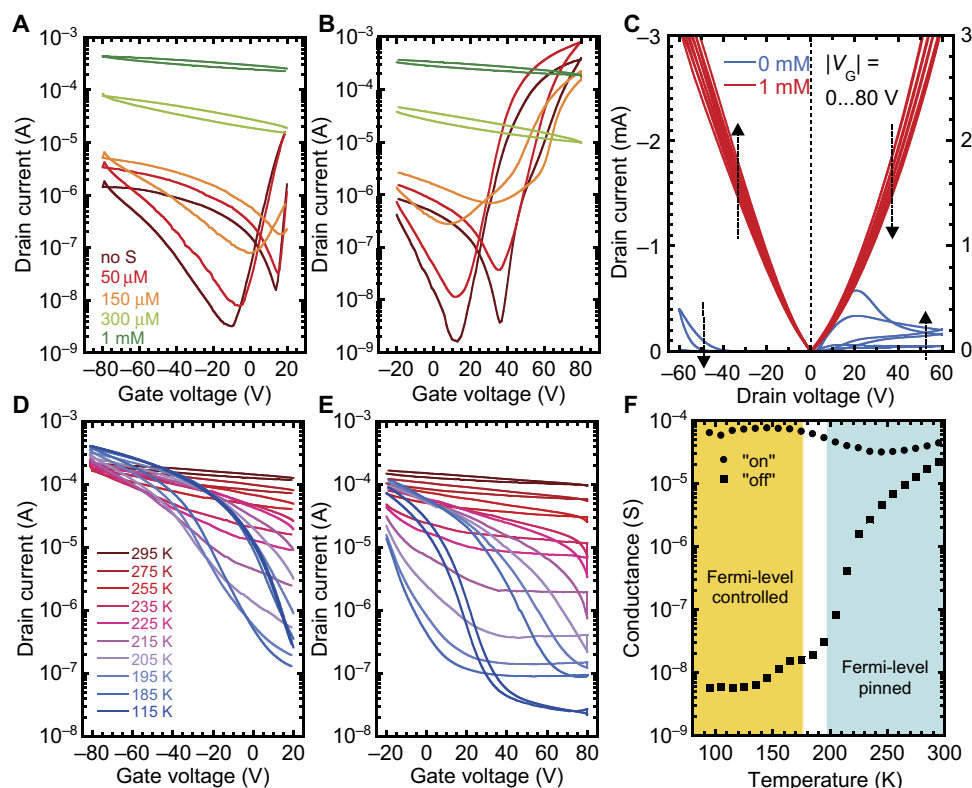 A
B
C
10⁻³
10⁻⁴
10⁻⁵
10⁻⁶
10⁻⁷
10⁻⁸
10⁻⁹
Drain current (A)
no S
50 μM
150 μM
300 μM
1 mM
−80 −60 −40 −20 0 20
Gate voltage (V)
10⁻³
10⁻⁴
10⁻⁵
10⁻⁶
10⁻⁷
10⁻⁸
10⁻⁹
Drain current (A)
−20 0 20 40 60 80
Gate voltage (V)
−3
−2
−1
0
Drain current (mA)
0 mM
1 mM
|V_G| =
0...80 V
3
2
1
0
−60 −40 −20 0 20 40 60
Drain voltage (V)
D
E
F
10⁻³
10⁻⁴
10⁻⁵
10⁻⁶
10⁻⁷
10⁻⁸
Drain current (A)
295 K
275 K
255 K
235 K
225 K
215 K
205 K
195 K
185 K
115 K
−80 −60 −40 −20 0 20
Gate voltage (V)
10⁻³
10⁻⁴
10⁻⁵
10⁻⁶
10⁻⁷
10⁻⁸
Drain current (A)
−20 0 20 40 60 80
Gate voltage (V)
10⁻⁴
10⁻⁵
10⁻⁶
10⁻⁷
10⁻⁸
10⁻⁹
Conductance (S)
"on"
"off"
Fermi-level
controlled
Fermi-level
pinned
100 150 200 250 300
Temperature (K)